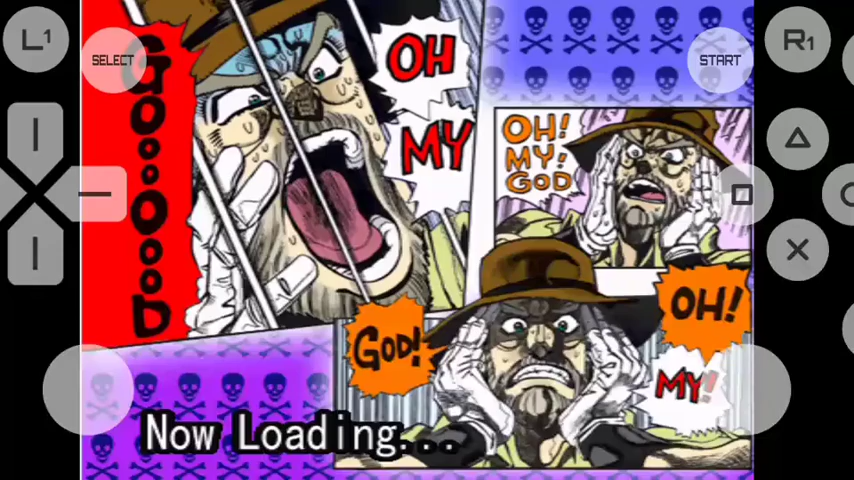 L1
SELECT
START
R1
GOOOOOOD
OH
MY
OH!
MY!
GOD
OH!
MY!
GOD!
Now Loading...